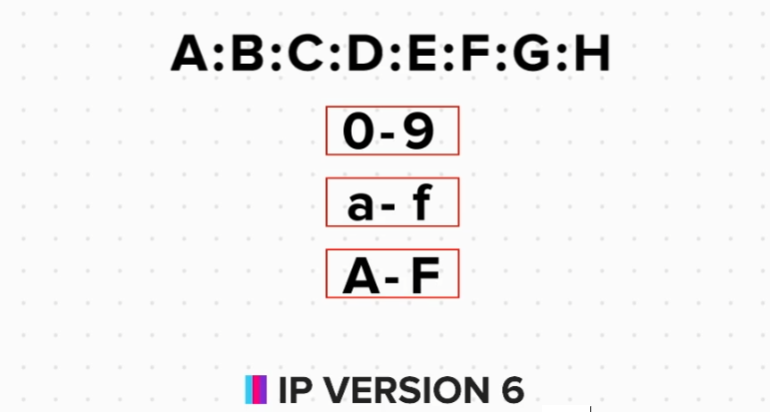 A:B:C:D:E:F:G:H
0-9
a- f
A-F
IP VERSION 6